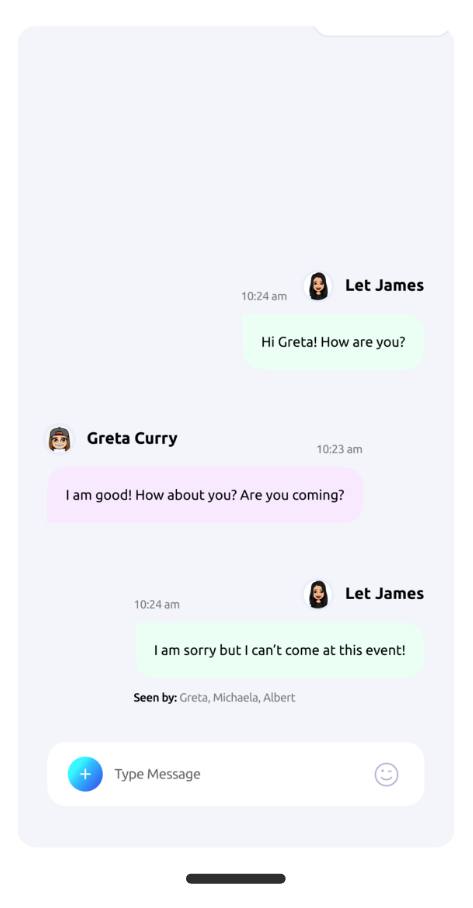 10:24 am Let James
Hi Greta! How are you?
Greta Curry 10:23 am
I am good! How about you? Are you coming?
10:24 am Let James
I am sorry but I can’t come at this event!
Seen by: Greta, Michaela, Albert
+ Type Message